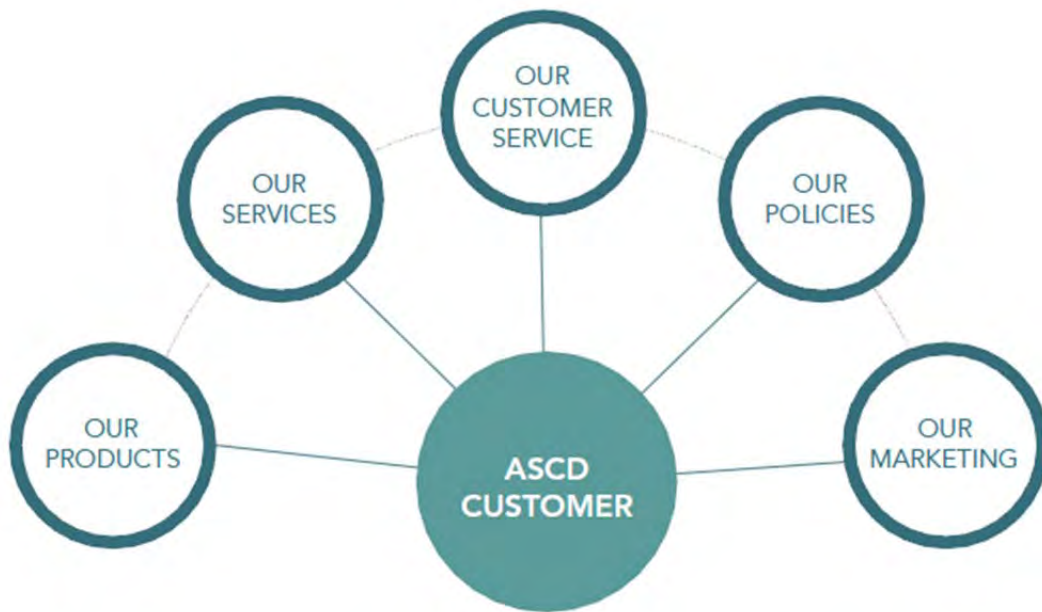 OUR
CUSTOMER
SERVICE
OUR
SERVICES
OUR
POLICIES
OUR
PRODUCTS
OUR
MARKETING
ASCD
CUSTOMER